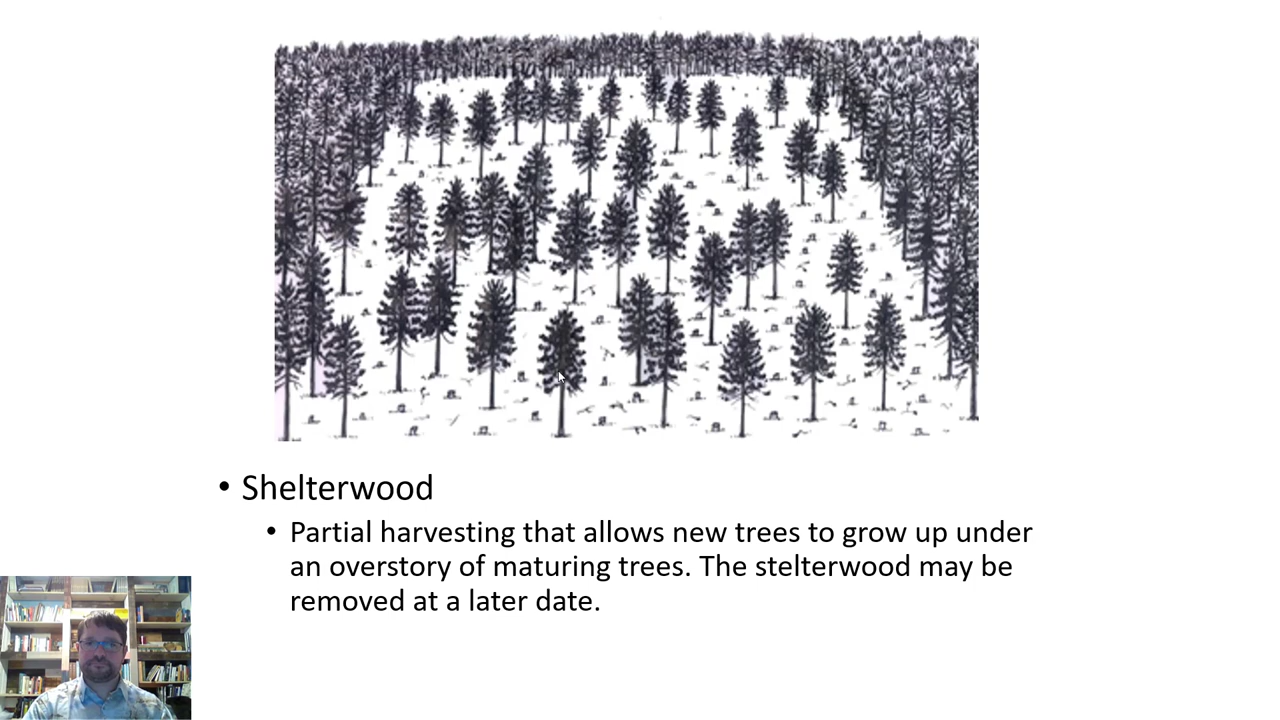 • Shelterwood
• Partial harvesting that allows new trees to grow up under
an overstory of maturing trees. The stelterwood may be
removed at a later date.